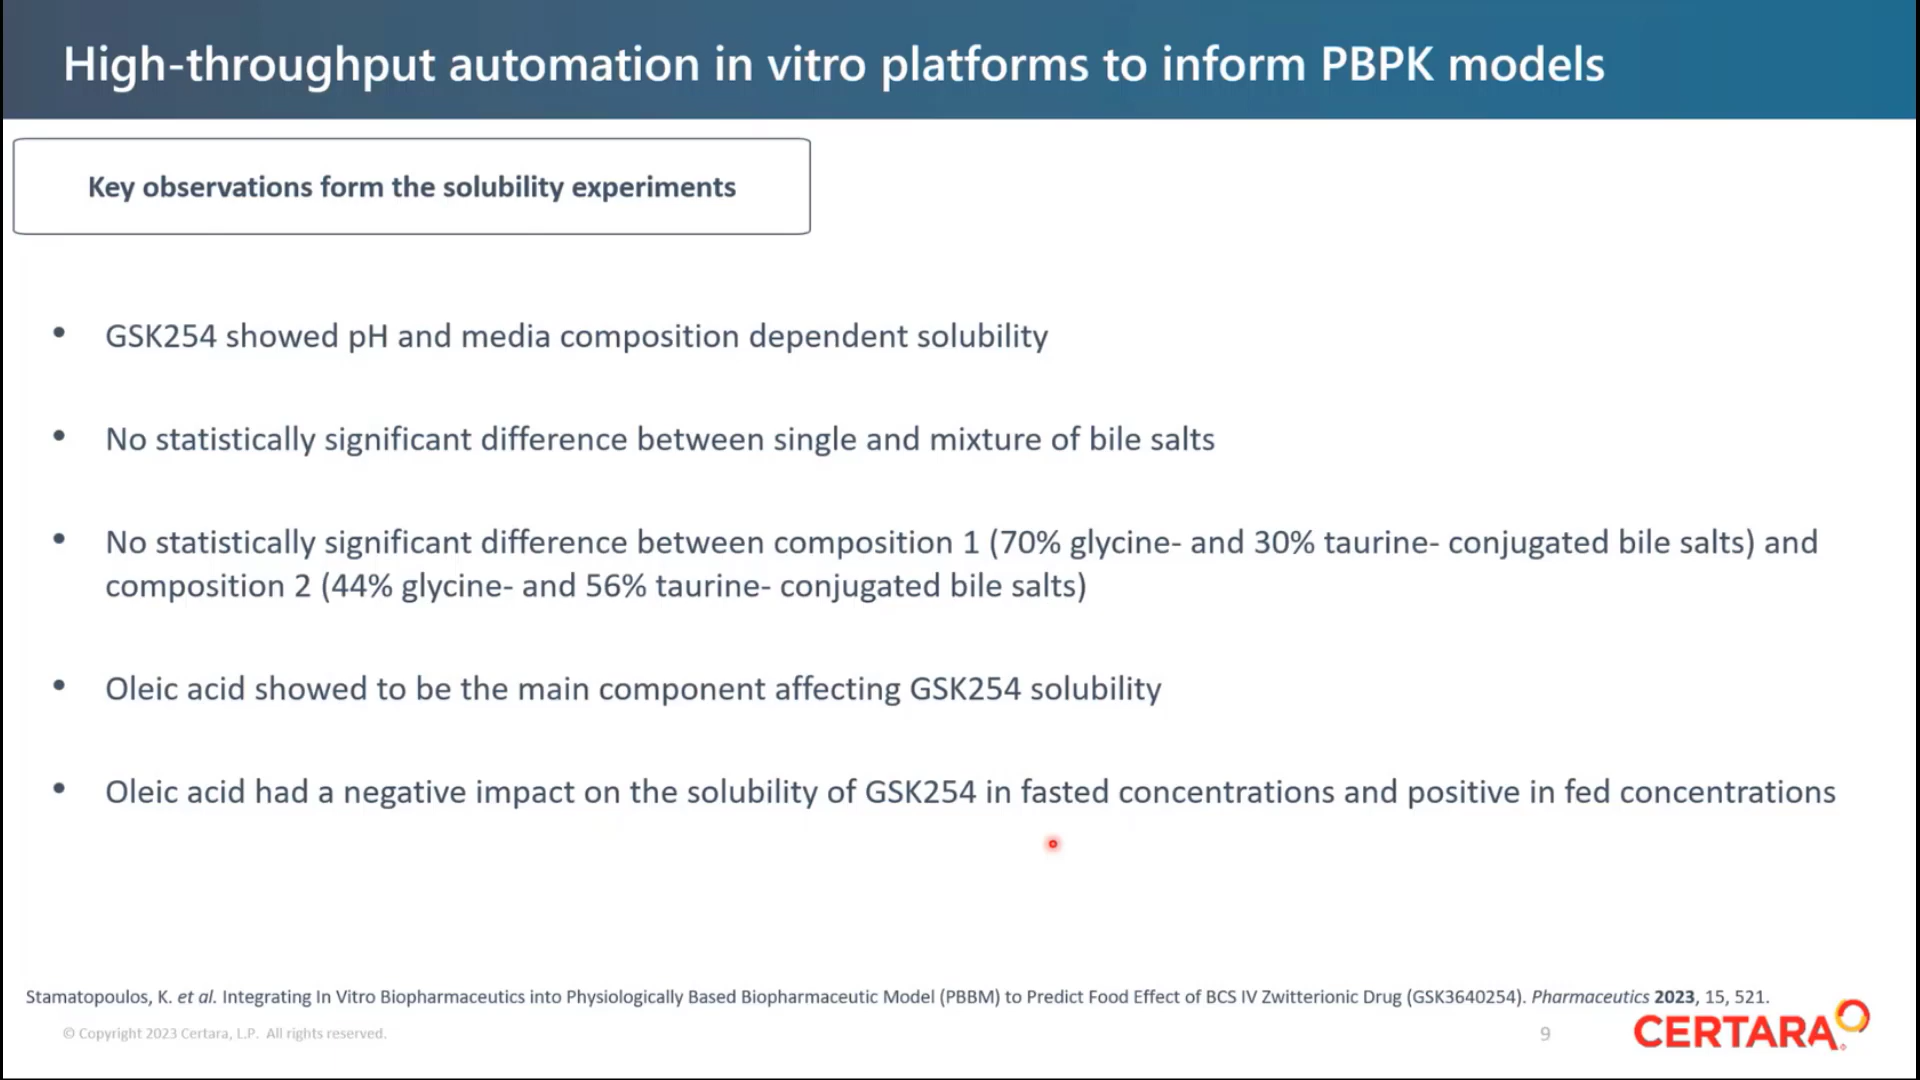 High-throughput automation in vitro platforms to inform PBPK models
Key observations form the solubility experiments
• GSK254 showed pH and media composition dependent solubility
• No statistically significant difference between single and mixture of bile salts
• No statistically significant difference between composition 1 (70% glycine- and 30% taurine- conjugated bile salts) and
composition 2 (44% glycine- and 56% taurine- conjugated bile salts)
• Oleic acid showed to be the main component affecting GSK254 solubility
• Oleic acid had a negative impact on the solubility of GSK254 in fasted concentrations and positive in fed concentrations
Stamatopoulos, K. et al. Integrating In Vitro Biopharmaceutics into Physiologically Based Biopharmaceutic Model (PBBM) to Predict Food Effect of BCS IV Zwitterionic Drug (GSK3640254). Pharmaceutics 2023, 15, 521.
© Copyright 2023 Certara, L.P. All rights reserved.
9
CERTARA